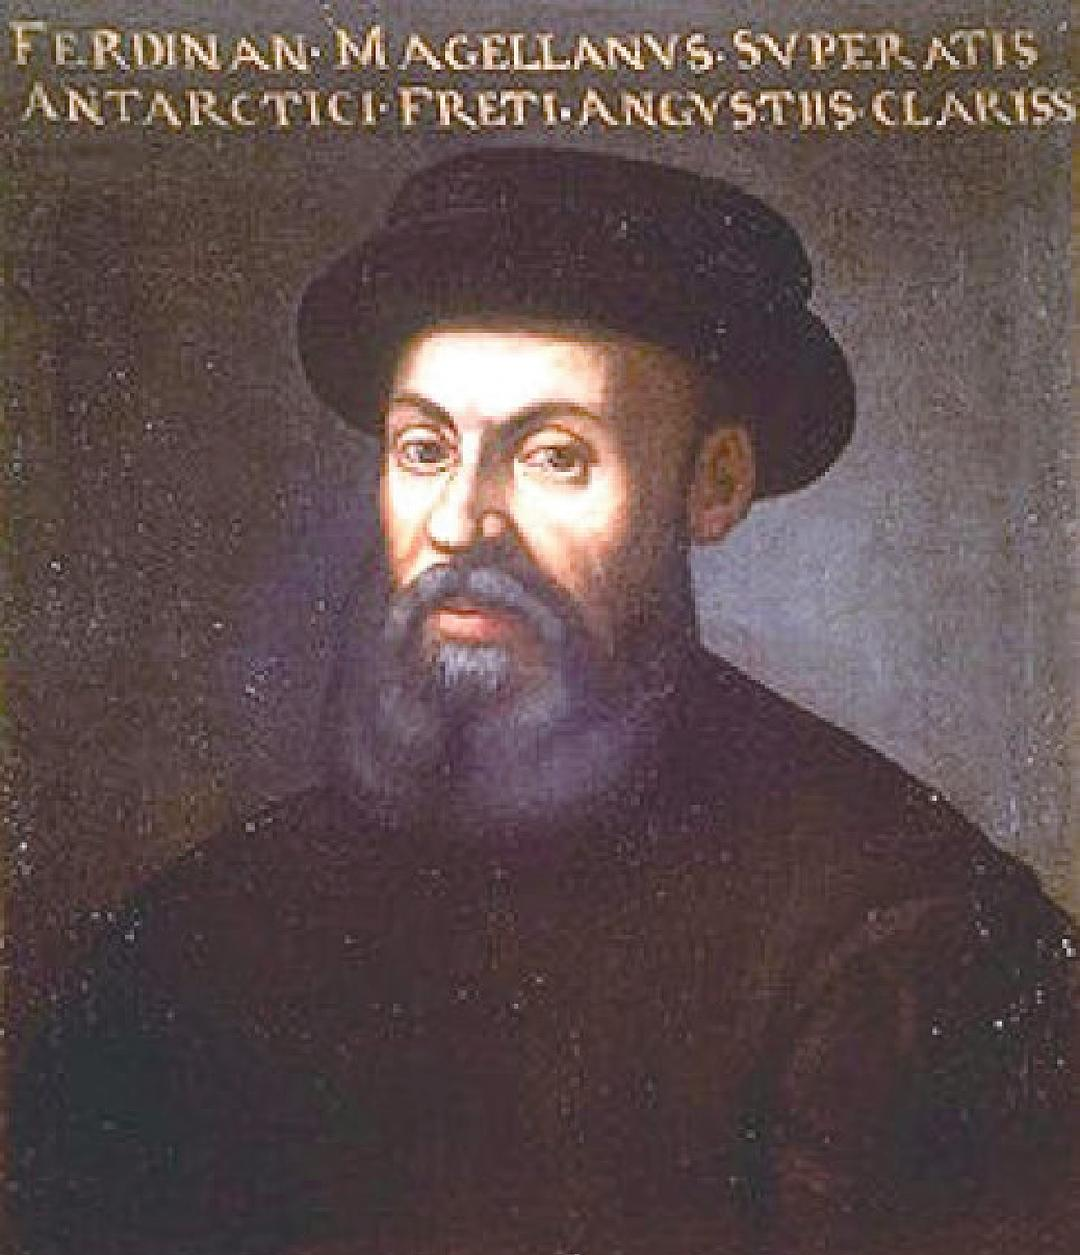 FERDINAN· MAGELLANVS· SVPERATIS
ANTARCTICI· FRETI· ANGVSTIIS· CLARISS